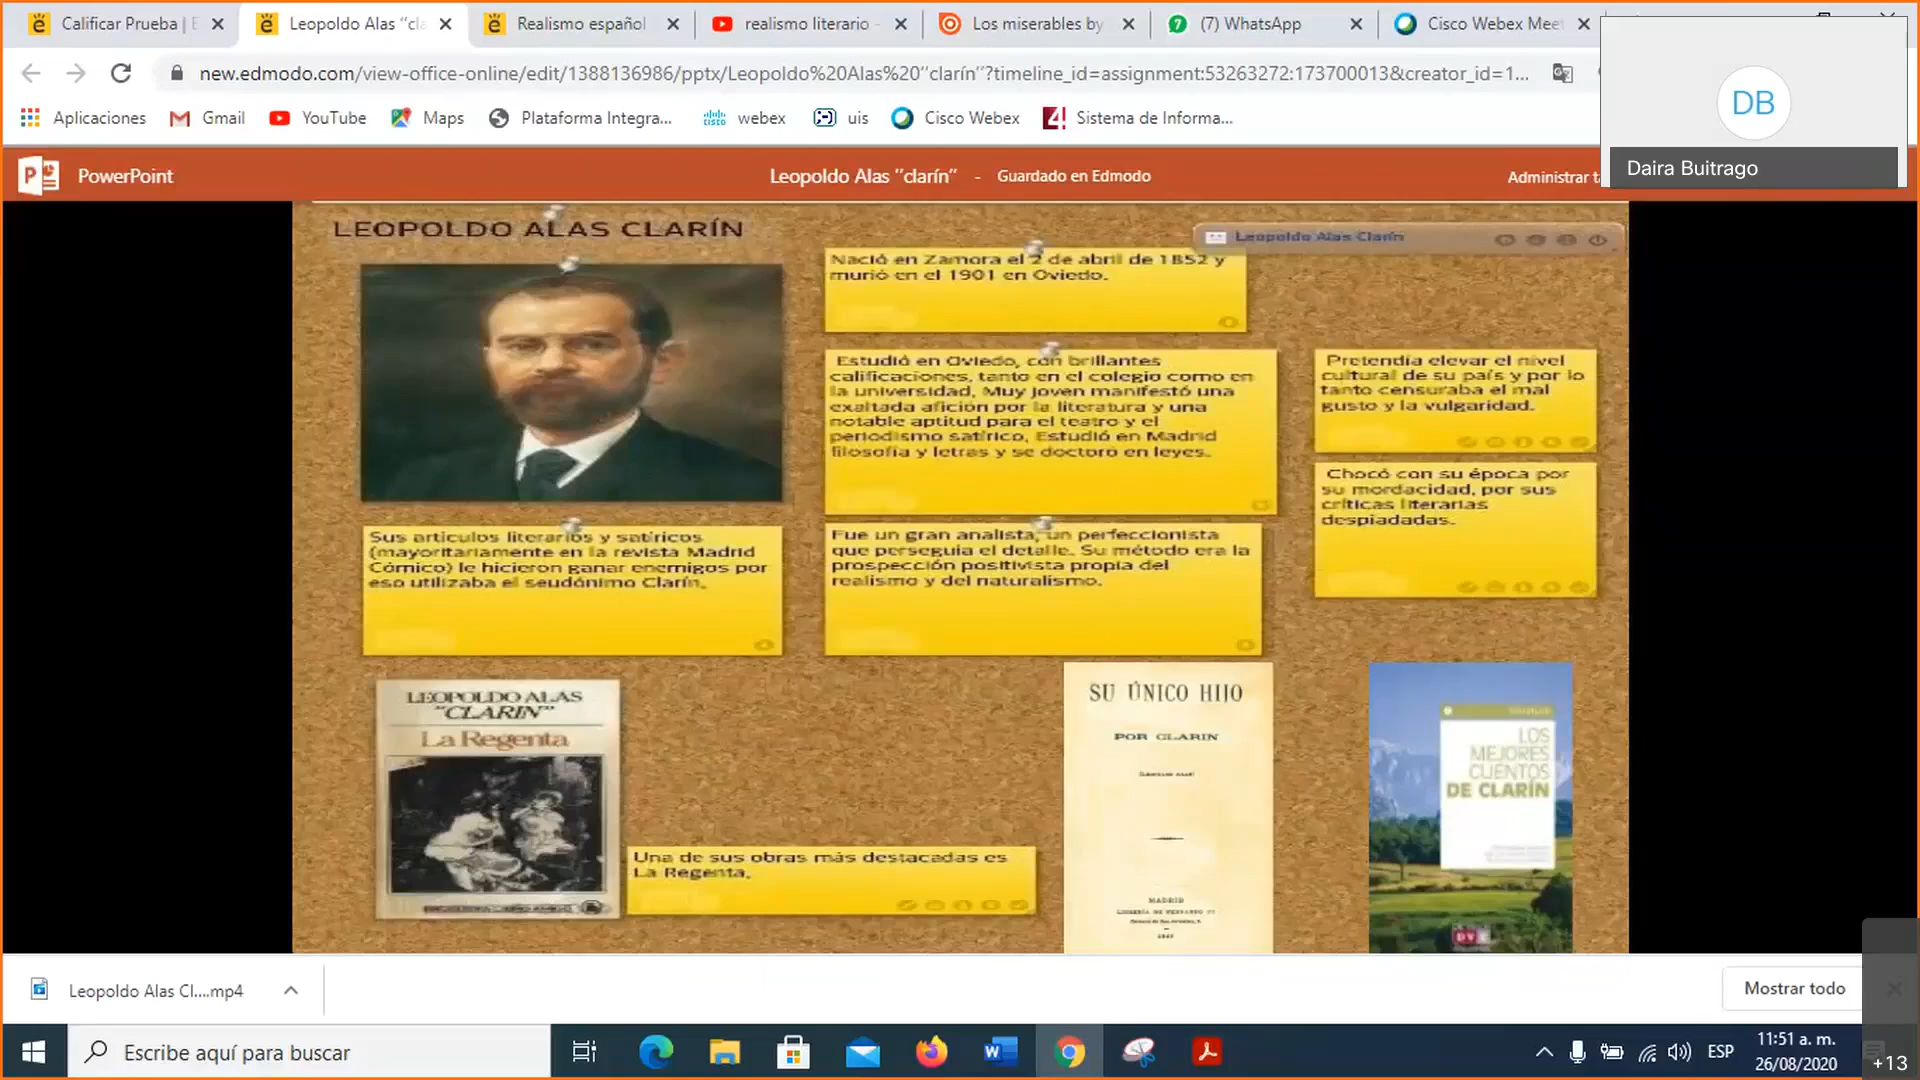 Calificar Prueba | E
Leopoldo Alas “cla
Realismo español
realismo literario -
Los miserables by
(7) WhatsApp
Cisco Webex Meet
new.edmodo.com/view-office-online/edit/1388136986/pptx/Leopoldo%20Alas%20''clarín''?timeline_id=assignment:53263272:173700013&creator_id=1...
Aplicaciones
Gmail
YouTube
Maps
Plataforma Integra...
webex
uis
Cisco Webex
Sistema de Informa...
DB
Daira Buitrago
PowerPoint
Leopoldo Alas ''clarín'' - Guardado en Edmodo
Administrar ta
LEOPOLDO ALAS CLARÍN
Leopoldo Alas Clarín
Nació en Zamora el 2 de abril de 1852 y
murió en el 1901 en Oviedo.
Estudió en Oviedo, con brillantes
calificaciones, tanto en el colegio como en
la universidad, Muy joven manifestó una
exaltada afición por la literatura y una
notable aptitud para el teatro y el
periodismo satírico, Estudió en Madrid
filosofía y letras y se doctoró en leyes.
Pretendía elevar el nivel
cultural de su país y por lo
tanto censuraba el mal
gusto y la vulgaridad.
Chocó con su época por
su mordacidad, por sus
críticas literarias
despiadadas.
Sus artículos literarios y satíricos
(mayoritariamente en la revista Madrid
Cómico) le hicieron ganar enemigos por
eso utilizaba el seudónimo Clarín.
Fue un gran analista, un perfeccionista
que perseguía el detalle. Su método era la
prospección positivista propia del
realismo y del naturalismo.
LEOPOLDO ALAS
“CLARIN”
La Regenta
Una de sus obras más destacadas es
La Regenta.
SU ÚNICO HIJO
POR CLARIN
MADRID
LOS
MEJORES
CUENTOS
DE CLARÍN
DVE
Leopoldo Alas Cl....mp4
Mostrar todo
Escribe aquí para buscar
ESP
11:51 a. m.
26/08/2020
+13